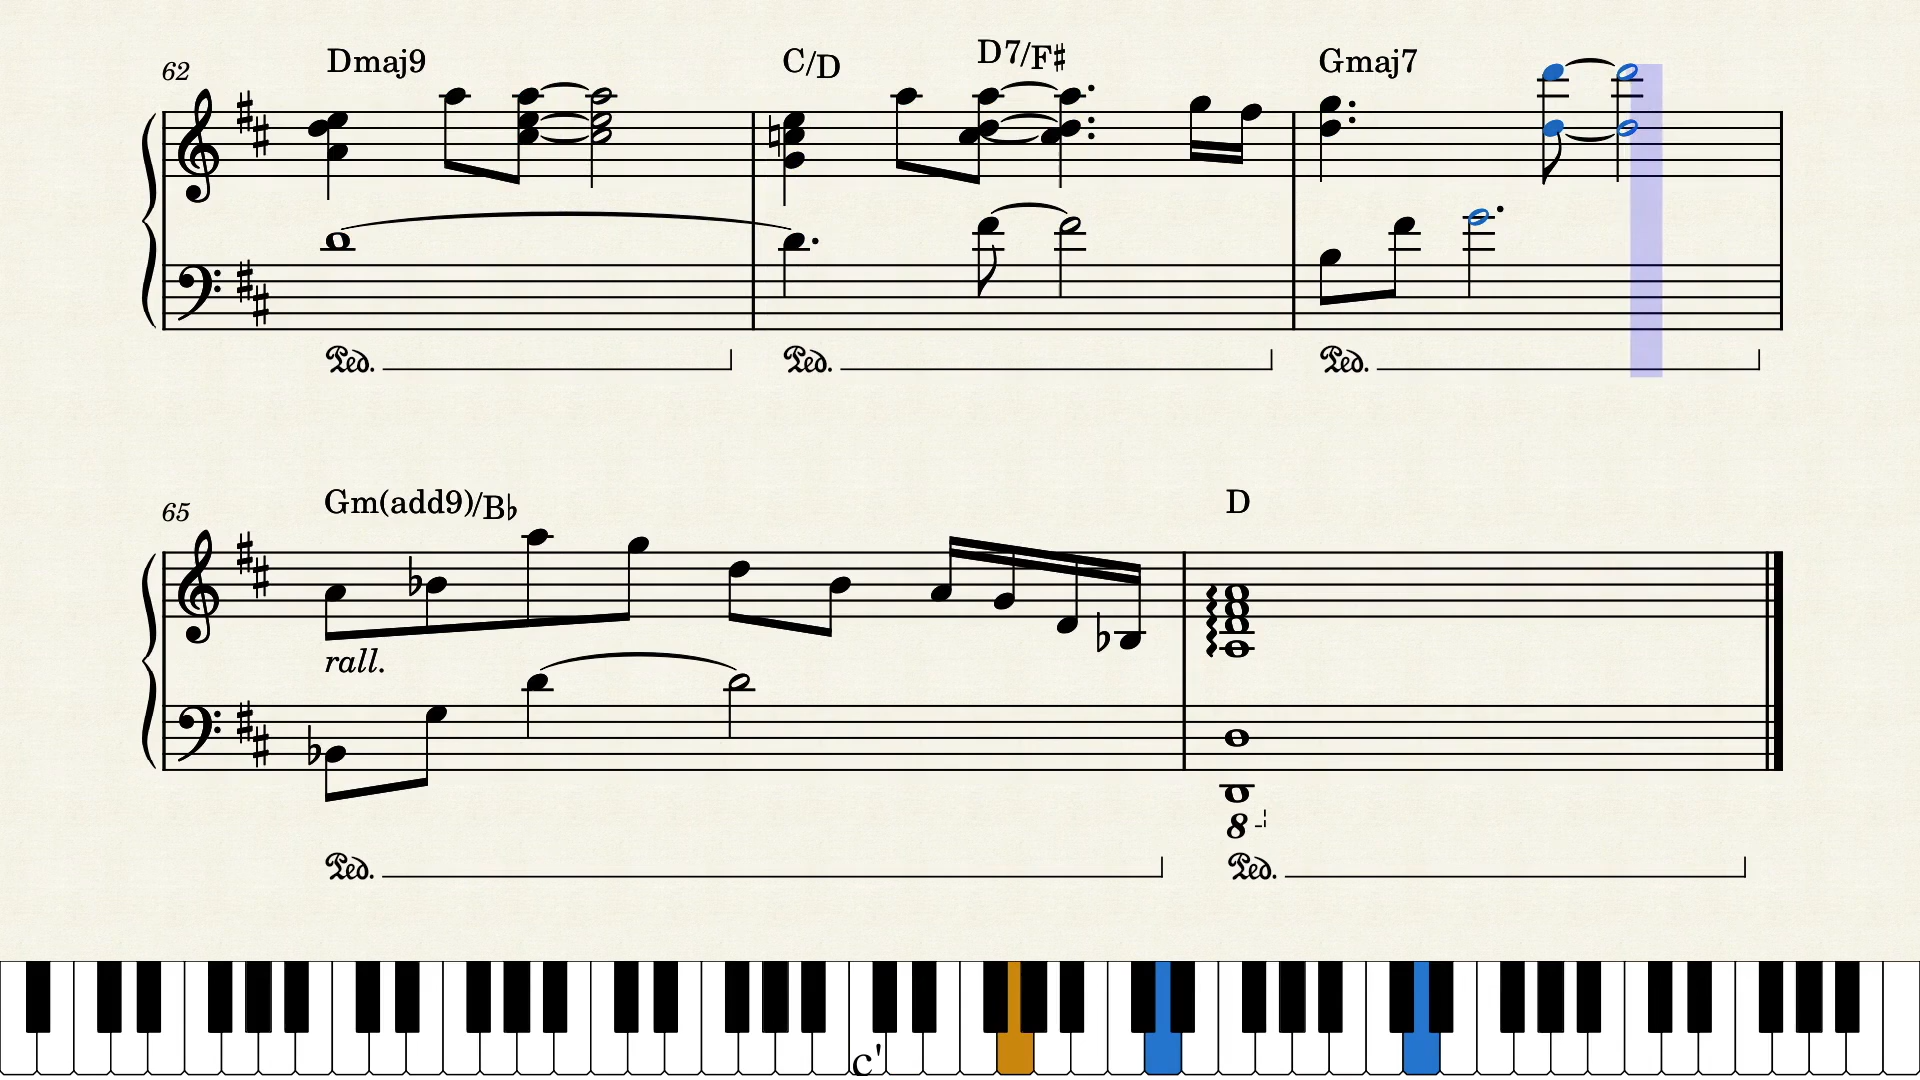 62 Dmaj9 C/D D7/F♯ Gmaj7
Ped. Ped. Ped.
65 Gm(add9)/B♭ D
rall.
8
Ped. Ped.
c'